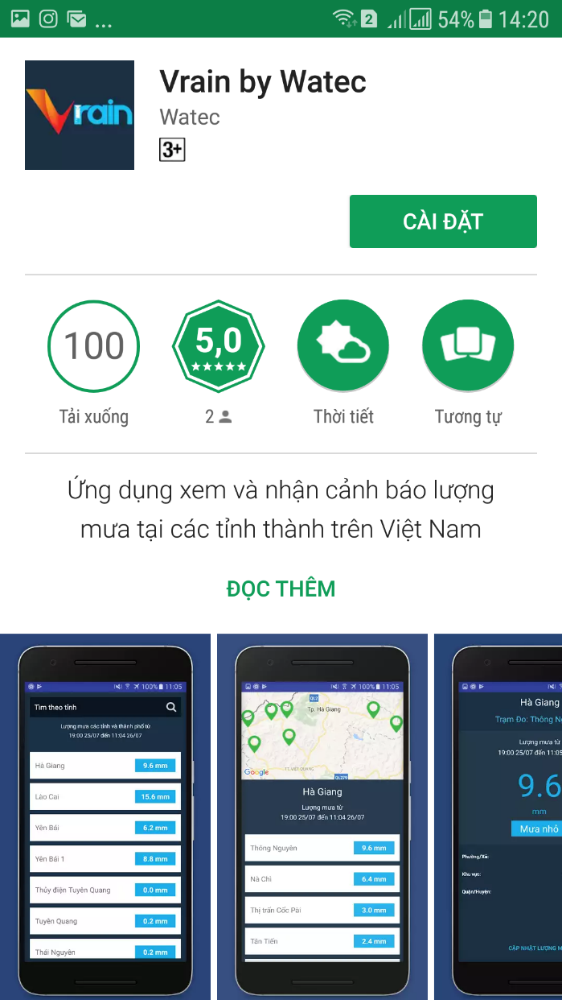 ... 2 54% 14:20
Vrain
Vrain by Watec
Watec
3+
CÀI ĐẶT
100
5,0
Tải xuống
2
Thời tiết
Tương tự
Ứng dụng xem và nhận cảnh báo lượng
mưa tại các tỉnh thành trên Việt Nam
ĐỌC THÊM
100% 11:05
Tìm theo tỉnh
Lượng mưa các tỉnh và thành phố từ
19:00 25/07 đến 11:04 26/07
Hà Giang 9.6 mm
Lào Cai 15.6 mm
Yên Bái 6.2 mm
Yên Bái 1 8.8 mm
Thủy điện Tuyên Quang 0.0 mm
Tuyên Quang 0.2 mm
Thái Nguyên 0.2 mm
100% 11:05
QL2
Tp. Hà Giang
TT. VIỆT QUANG
Google
QL279
Hà Giang
Lượng mưa từ
19:00 25/07 đến 11:04 26/07
Thông Nguyên 9.6 mm
Nà Chì 6.4 mm
Thị trấn Cốc Pài 3.0 mm
Tân Tiến 2.4 mm
Hà Giang
Trạm Đo: Thông N
Lượng mưa từ
19:00 25/07 đến 11:05
9.6
mm
Mưa nhỏ
Phường/Xã:
Khu vực:
Quận/Huyện:
CẬP NHẬT LƯỢNG M